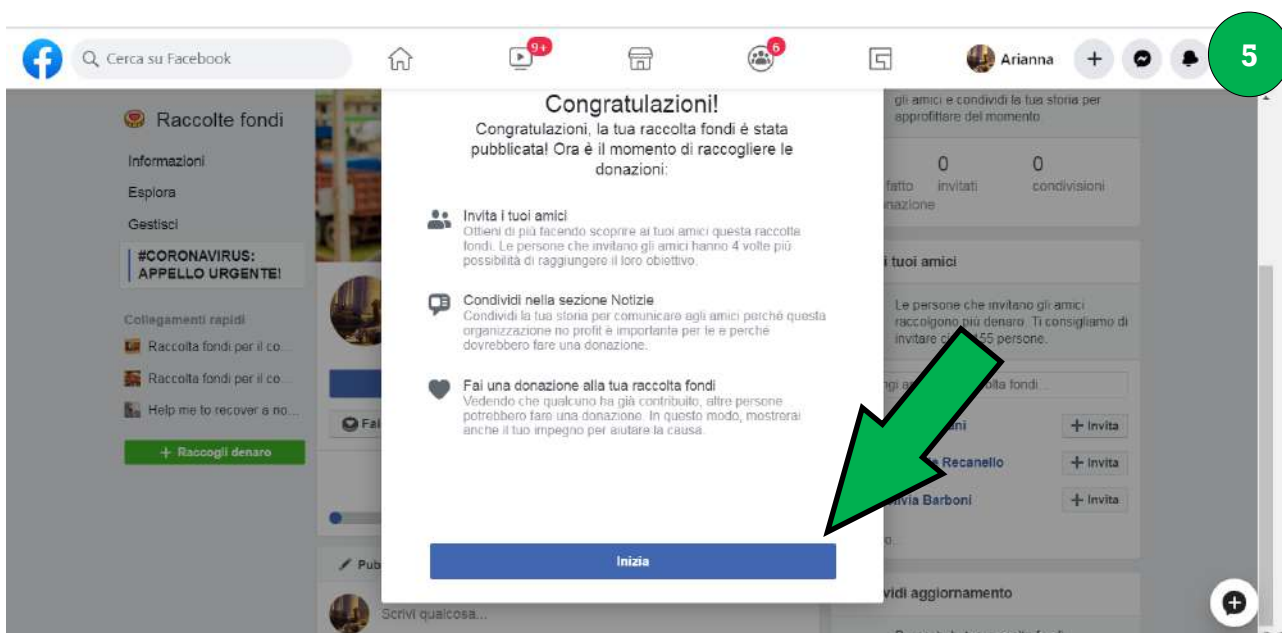 Cerca su Facebook
9+
6
Arianna
5
Raccolte fondi
Informazioni
Esplora
Gestisci
#CORONAVIRUS:
APPELLO URGENTE!
Collegamenti rapidi
Raccolta fondi per il co...
Raccolta fondi per il co...
Help me to recover a no...
+ Raccogli denaro
Fai
Pub
Scrivi qualcosa...
Congratulazioni!
Congratulazioni, la tua raccolta fondi è stata
pubblicata! Ora è il momento di raccogliere le
donazioni:
Invita i tuoi amici
Ottieni di più facendo scoprire ai tuoi amici questa raccolta
fondi. Le persone che invitano gli amici hanno 4 volte più
possibilità di raggiungere il loro obiettivo.
Condividi nella sezione Notizie
Condividi la tua storia per comunicare agli amici perché questa
organizzazione no profit è importante per te e perché
dovrebbero fare una donazione.
Fai una donazione alla tua raccolta fondi
Vedendo che qualcuno ha già contribuito, altre persone
potrebbero fare una donazione. In questo modo, mostrerai
anche il tuo impegno per aiutare la causa.
Inizia
gli amici e condividi la tua storia per
approfittare del momento.
0 0
fatto invitati condivisioni
nazione
i tuoi amici
Le persone che invitano gli amici
raccolgono più denaro. Ti consigliamo di
invitare 55 persone.
fondi...
+ Invita
Recanello + Invita
Barboni + Invita
vidi aggiornamento